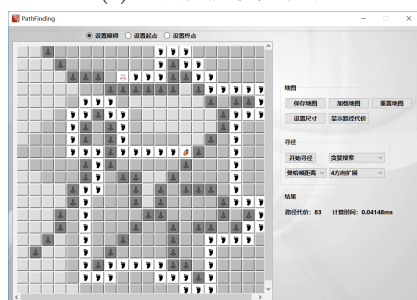 PathFinding
设置障碍 设置起点 设置终点
地图
保存地图 加载地图 重置地图
设置尺寸 显示路径代价
寻径
开始寻径 贪婪搜索
曼哈顿距离 4方向扩展
结果
路径代价: 83 计算时间: 0.04148ms